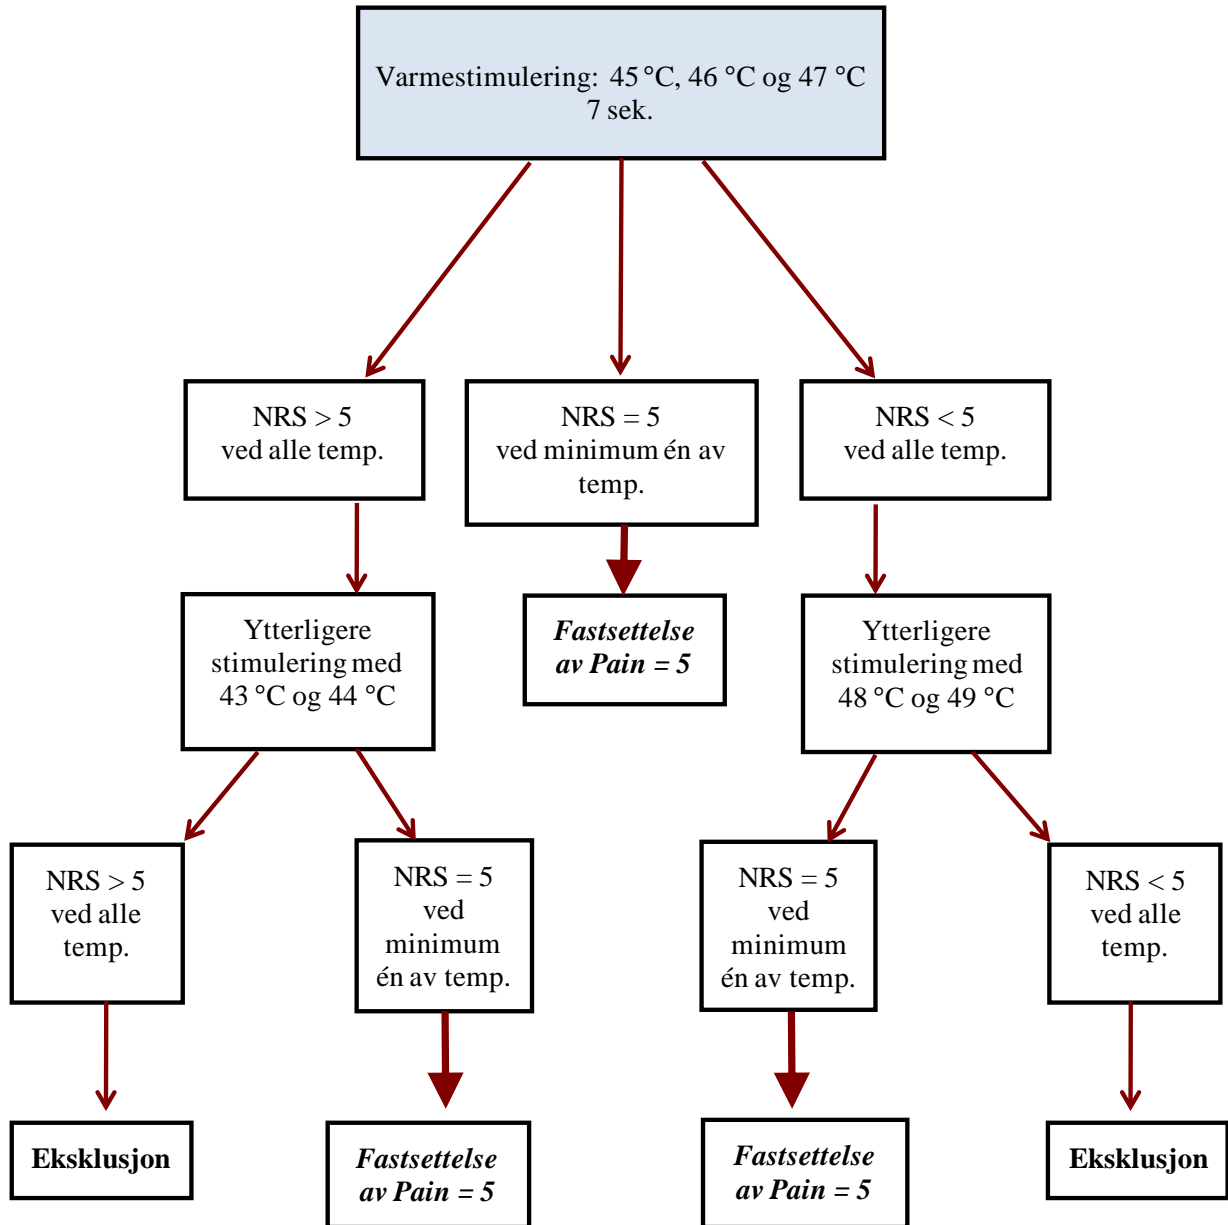 Varmestimulering: 45 °C, 46 °C og 47 °C
7 sek.
NRS > 5
ved alle temp.
NRS = 5
ved minimum én av
temp.
NRS < 5
ved alle temp.
Ytterligere
stimulering med
43 °C og 44 °C
Fastsettelse
av Pain = 5
Ytterligere
stimulering med
48 °C og 49 °C
NRS > 5
ved alle
temp.
NRS = 5
ved
minimum
én av temp.
NRS = 5
ved
minimum
én av temp.
NRS < 5
ved alle
temp.
Eksklusjon
Fastsettelse
av Pain = 5
Fastsettelse
av Pain = 5
Eksklusjon